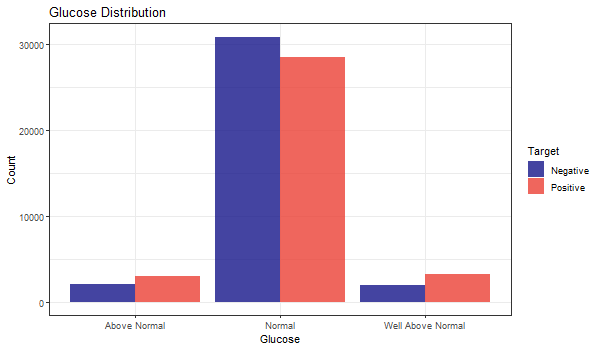 Glucose Distribution
Count
30000
20000
10000
0
Above Normal
Normal
Well Above Normal
Glucose
Target
Negative
Positive